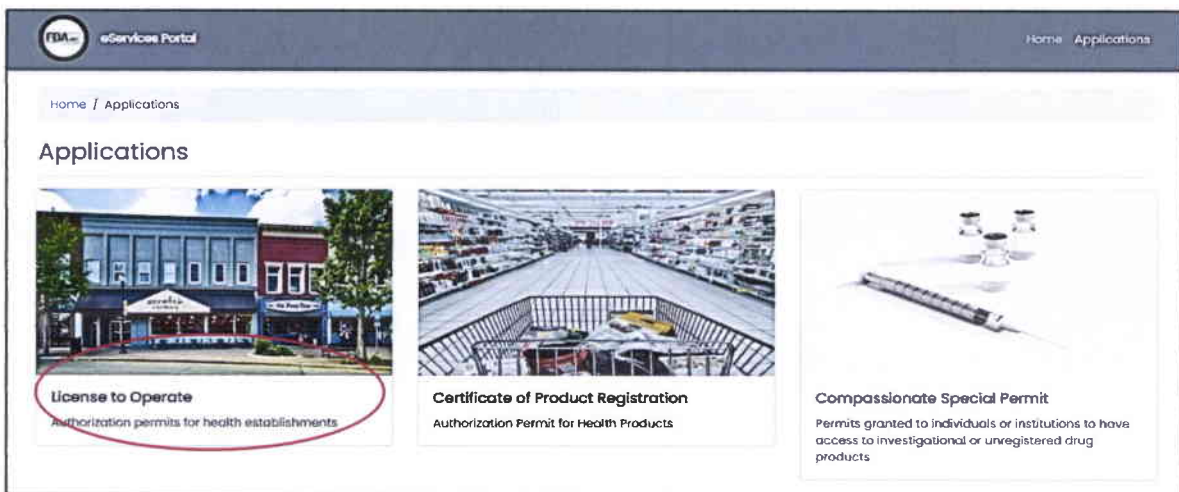 FDA
eServices Portal
Home Applications
Home / Applications
Applications
License to Operate
Authorization permits for health establishments
Certificate of Product Registration
Authorization Permit for Health Products
Compassionate Special Permit
Permits granted to individuals or institutions to have
access to investigational or unregistered drug
products